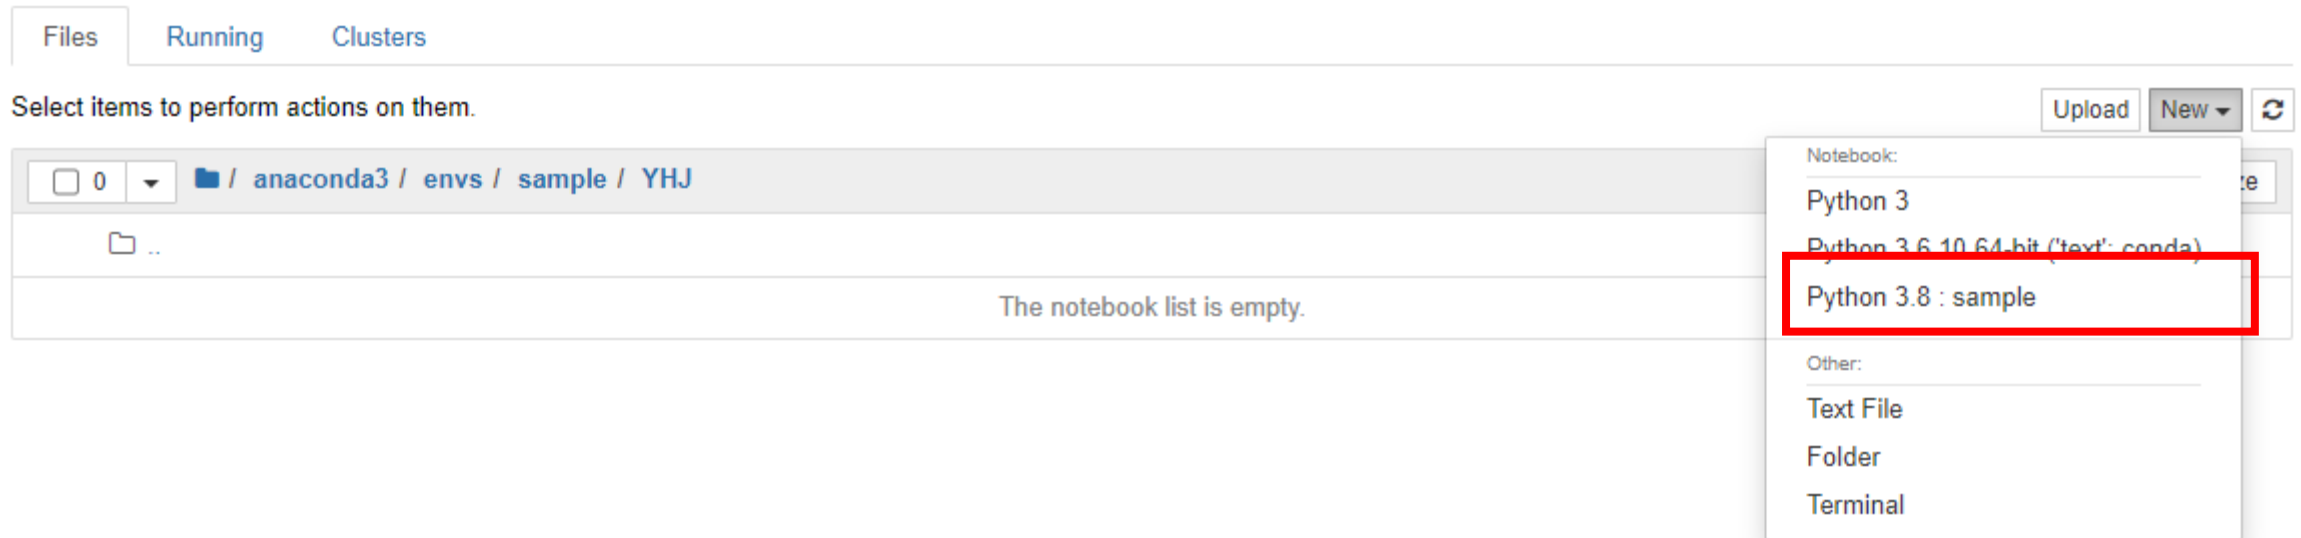 Files Running Clusters
Select items to perform actions on them.
Upload New
0 / anaconda3 / envs / sample / YHJ
..
The notebook list is empty.
Notebook:
Python 3
Python 3.6.10 64-bit ('text': conda)
Python 3.8 : sample
Other:
Text File
Folder
Terminal